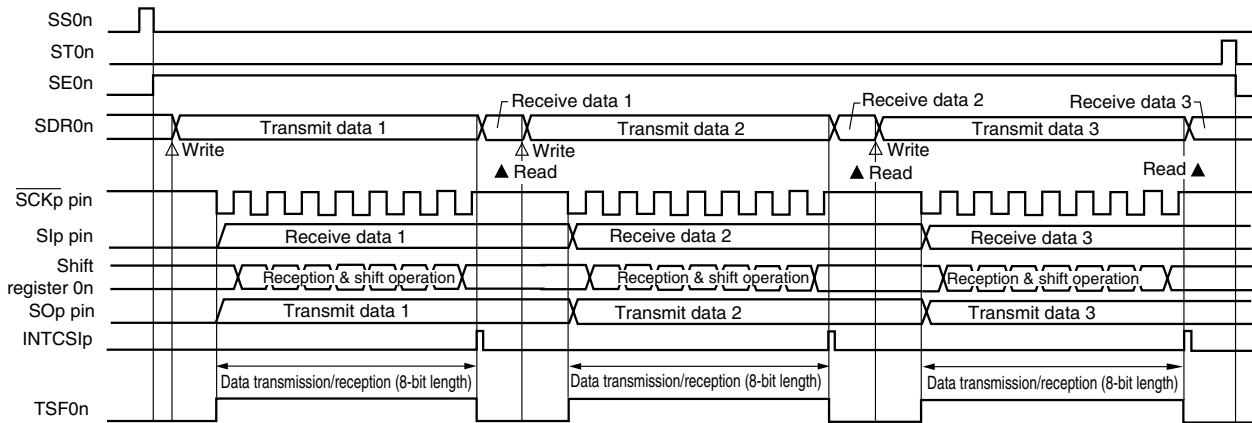 SS0n
ST0n
SE0n
Receive data 1
Receive data 2
Receive data 3
SDR0n
Transmit data 1
Transmit data 2
Transmit data 3
Write
Write
Write
Read
Read
Read
SCKp pin
SIp pin
Receive data 1
Receive data 2
Receive data 3
Shift
register 0n
Reception & shift operation
Reception & shift operation
Reception & shift operation
SOp pin
Transmit data 1
Transmit data 2
Transmit data 3
INTCSIp
Data transmission/reception (8-bit length)
Data transmission/reception (8-bit length)
Data transmission/reception (8-bit length)
TSF0n